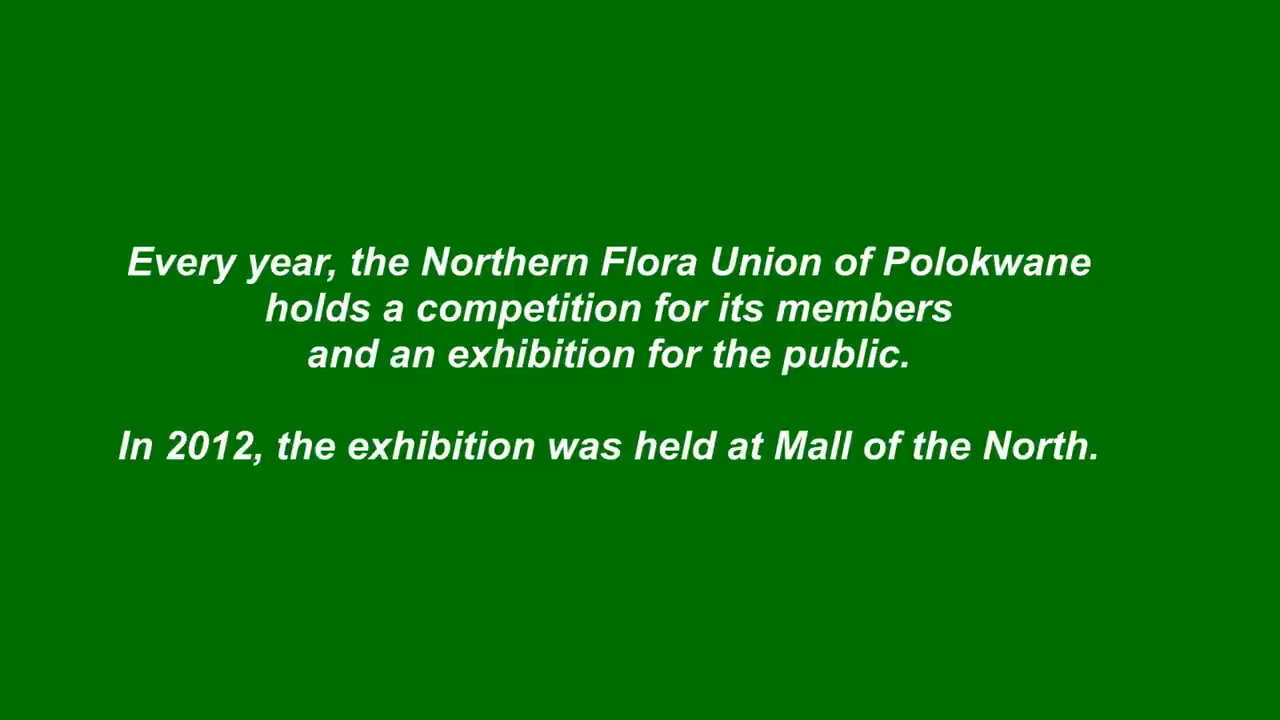 Every year, the Northern Flora Union of Polokwane
holds a competition for its members
and an exhibition for the public.
In 2012, the exhibition was held at Mall of the North.